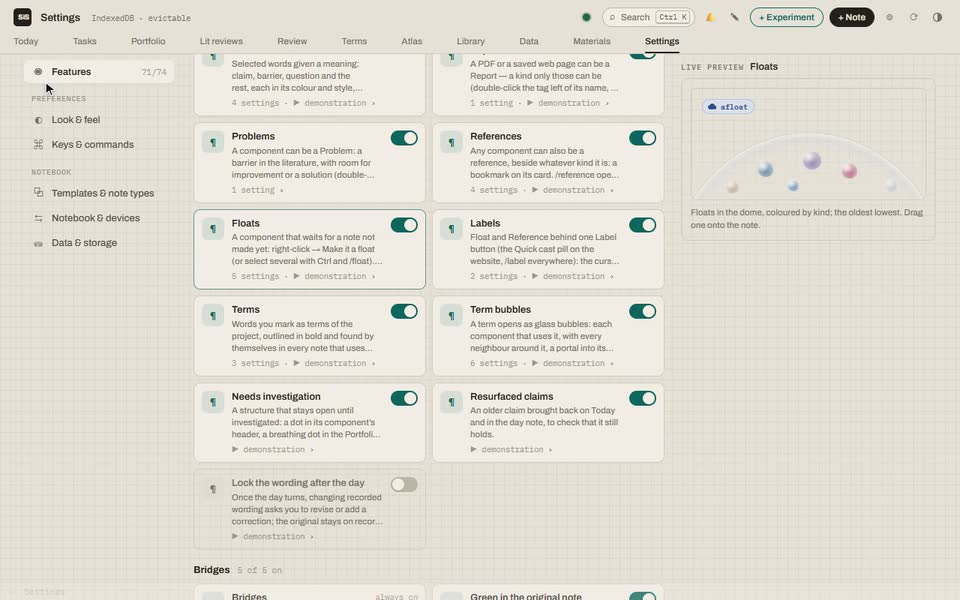 SIS Settings IndexedDB · evictable
Search Ctrl K + Experiment + Note
Today Tasks Portfolio Lit reviews Review Terms Atlas Library Data Materials Settings
Features 71/74
PREFERENCES
Look & feel
Keys & commands
NOTEBOOK
Templates & note types
Notebook & devices
Data & storage
Settings
¶
Selected words given a meaning:
claim, barrier, question and the
rest, each in its colour and style,...
4 settings · ▶ demonstration ›
¶
A PDF or a saved web page can be a
Report — a kind only those can be
(double-click the tag left of its name, ...
1 setting · ▶ demonstration ›
¶ Problems
A component can be a Problem: a
barrier in the literature, with room for
improvement or a solution (double-...
1 setting ›
¶ References
Any component can also be a
reference, beside whatever kind it is: a
bookmark on its card. /reference ope...
4 settings · ▶ demonstration ›
¶ Floats
A component that waits for a note not
made yet: right-click → Make it a float
(or select several with Ctrl and /float)....
5 settings · ▶ demonstration ›
¶ Labels
Float and Reference behind one Label
button (the Quick cast pill on the
website, /label everywhere): the curs...
2 settings · ▶ demonstration ›
¶ Terms
Words you mark as terms of the
project, outlined in bold and found by
themselves in every note that uses...
3 settings · ▶ demonstration ›
¶ Term bubbles
A term opens as glass bubbles: each
component that uses it, with every
neighbour around it, a portal into its...
6 settings · ▶ demonstration ›
¶ Needs investigation
A structure that stays open until
investigated: a dot in its component's
header, a breathing dot in the Portfoli...
▶ demonstration ›
¶ Resurfaced claims
An older claim brought back on Today
and in the day note, to check that it still
holds.
▶ demonstration ›
¶ Lock the wording after the day
Once the day turns, changing recorded
wording asks you to revise or add a
correction; the original stays on recor...
▶ demonstration ›
Bridges 5 of 5 on
Bridges always on
Green in the original note
LIVE PREVIEW Floats
afloat
Floats in the dome, coloured by kind; the oldest lowest. Drag
one onto the note.